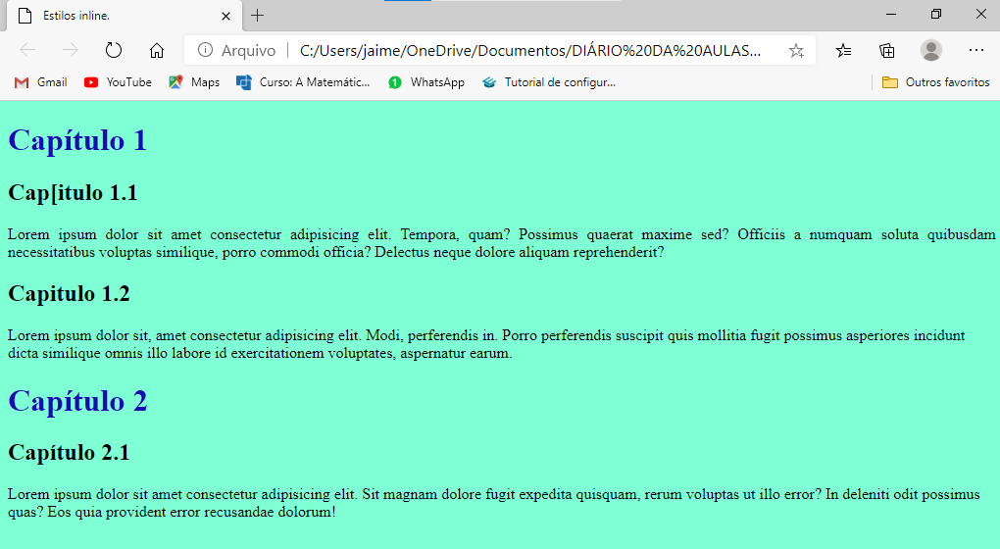 Estilos inline.
Arquivo | C:/Users/jaime/OneDrive/Documentos/DIÁRIO%20DA%20AULAS...
Gmail YouTube Maps Curso: A Matemátic... 1 WhatsApp Tutorial de configur... Outros favoritos
Capítulo 1
Cap[itulo 1.1
Lorem ipsum dolor sit amet consectetur adipisicing elit. Tempora, quam? Possimus quaerat maxime sed? Officiis a numquam soluta quibusdam
necessitatibus voluptas similique, porro commodi officia? Delectus neque dolore aliquam reprehenderit?
Capitulo 1.2
Lorem ipsum dolor sit, amet consectetur adipisicing elit. Modi, perferendis in. Porro perferendis suscipit quis mollitia fugit possimus asperiores incidunt
dicta similique omnis illo labore id exercitationem voluptates, aspernatur earum.
Capítulo 2
Capítulo 2.1
Lorem ipsum dolor sit amet consectetur adipisicing elit. Sit magnam dolore fugit expedita quisquam, rerum voluptas ut illo error? In deleniti odit possimus
quas? Eos quia provident error recusandae dolorum!